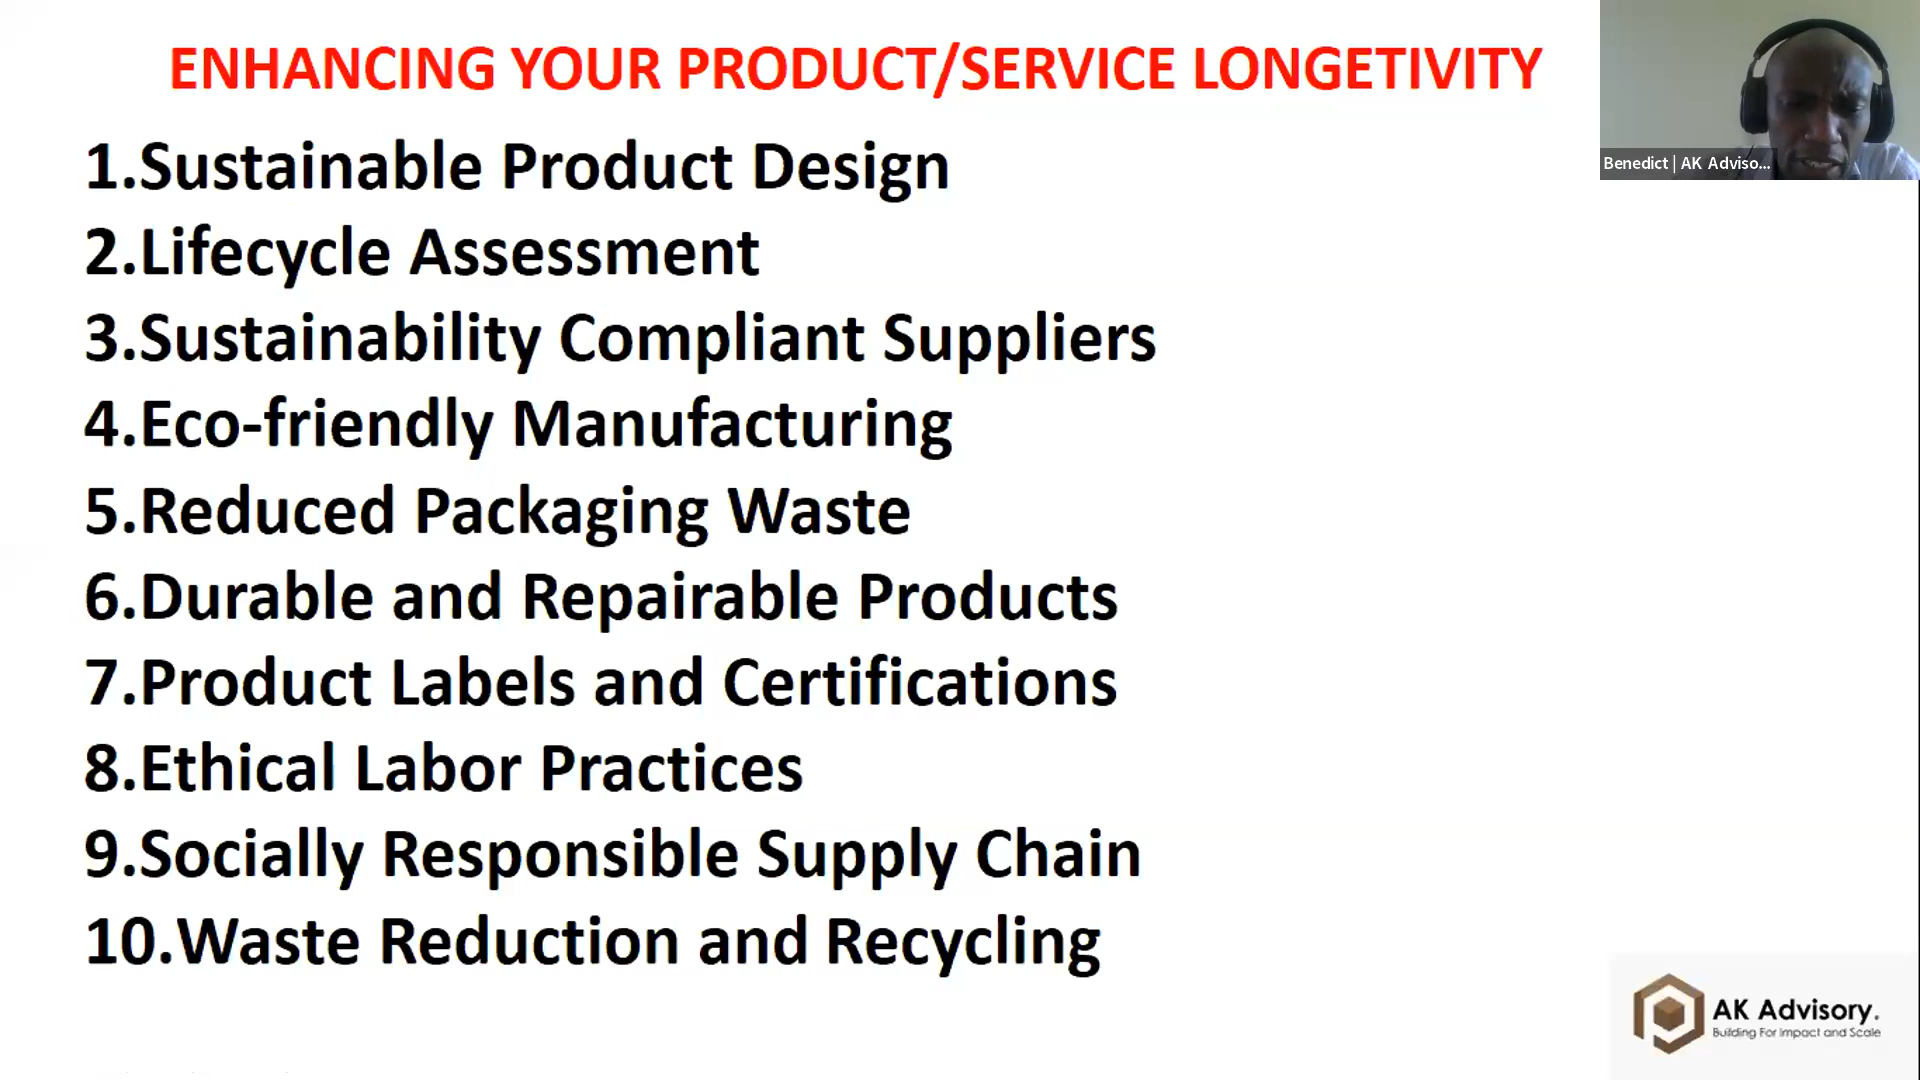 ENHANCING YOUR PRODUCT/SERVICE LONGETIVITY
Benedict | AK Adviso...
1.Sustainable Product Design
2.Lifecycle Assessment
3.Sustainability Compliant Suppliers
4.Eco-friendly Manufacturing
5.Reduced Packaging Waste
6.Durable and Repairable Products
7.Product Labels and Certifications
8.Ethical Labor Practices
9.Socially Responsible Supply Chain
10.Waste Reduction and Recycling
AK Advisory.
Building For Impact and Scale